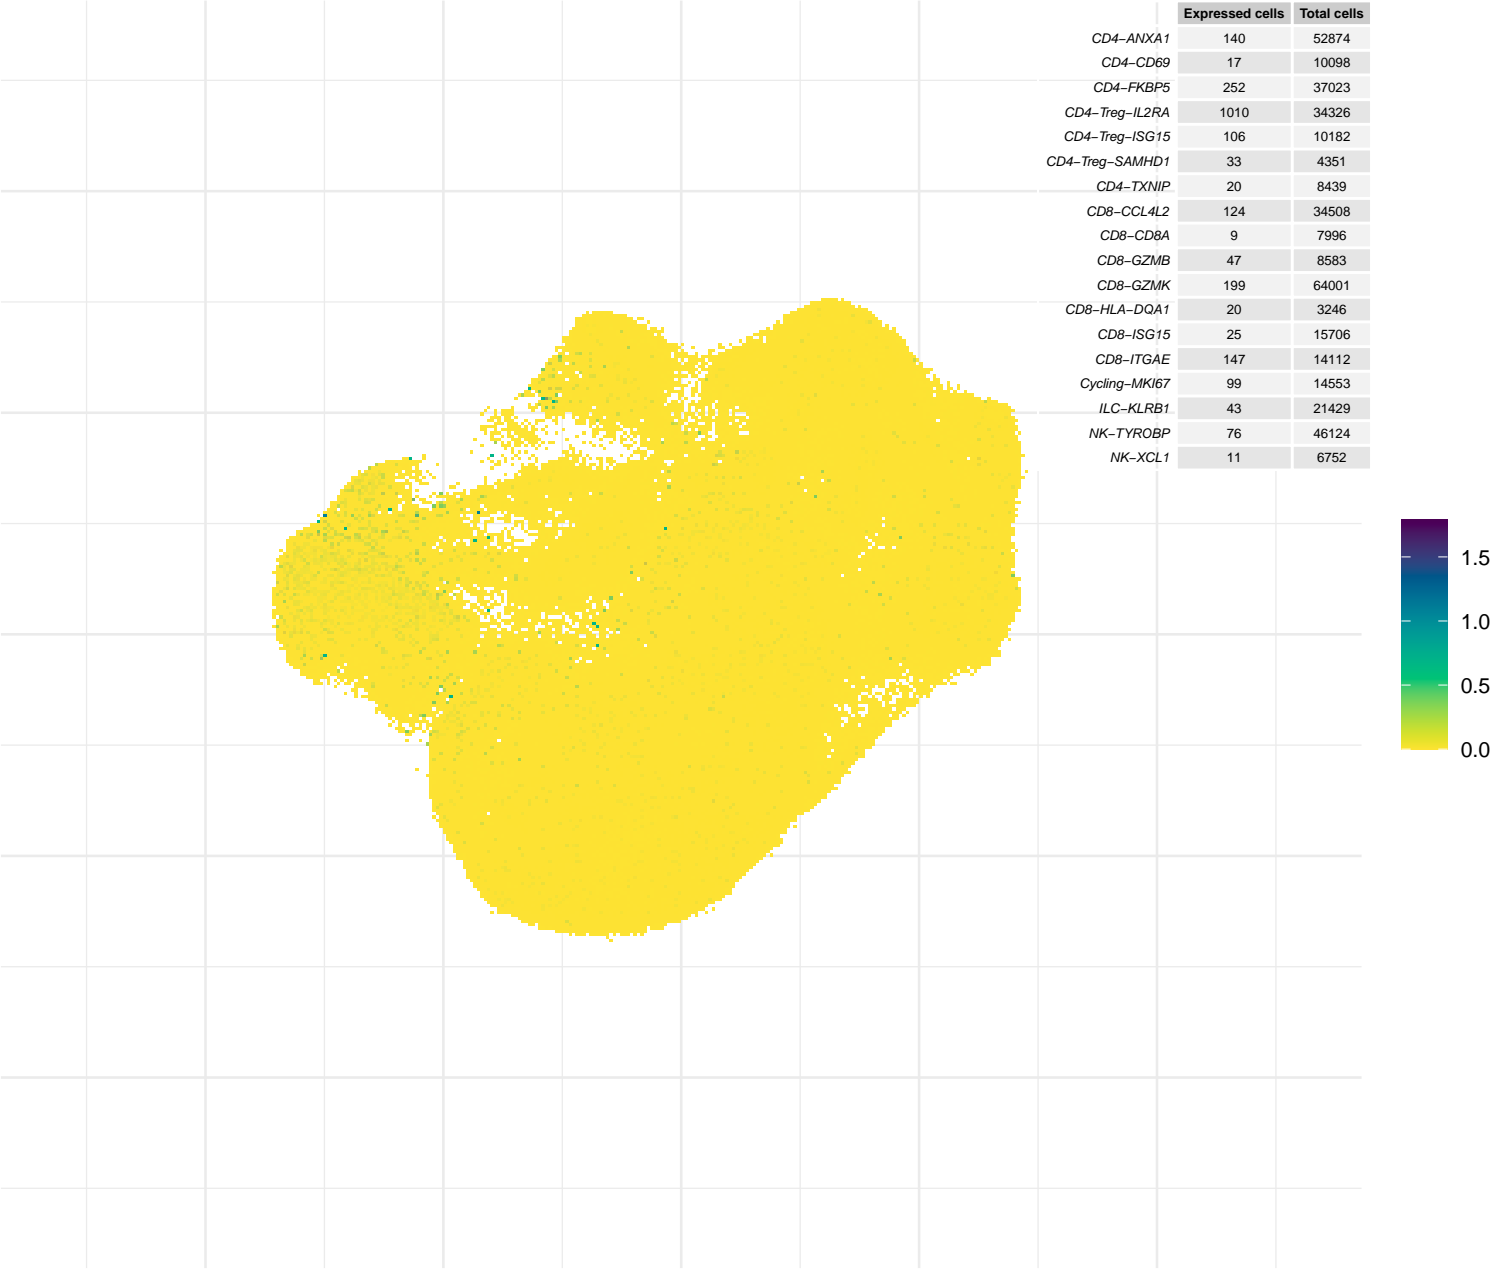 Expressed cells Total cells
CD4−ANXA1 140 52874
CD4−CD69 17 10098
CD4−FKBP5 252 37023
CD4−Treg−IL2RA 1010 34326
CD4−Treg−ISG15 106 10182
CD4−Treg−SAMHD1 33 4351
CD4−TXNIP 20 8439
CD8−CCL4L2 124 34508
CD8−CD8A 9 7996
CD8−GZMB 47 8583
CD8−GZMK 199 64001
CD8−HLA−DQA1 20 3246
CD8−ISG15 25 15706
CD8−ITGAE 147 14112
Cycling−MKI67 99 14553
ILC−KLRB1 43 21429
NK−TYROBP 76 46124
NK−XCL1 11 6752
1.5
1.0
0.5
0.0